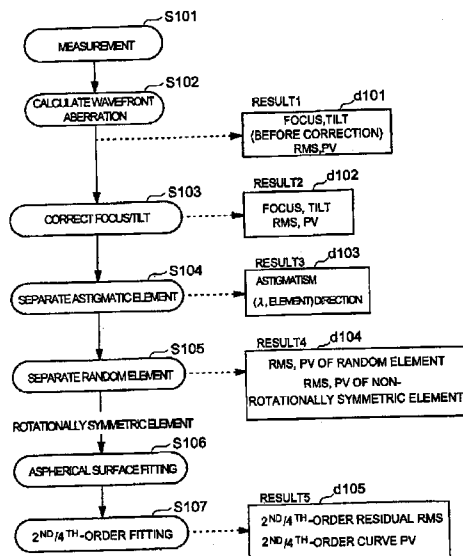 S101
MEASUREMENT
S102
CALCULATE WAVEFRONT
ABERRATION
RESULT1
d101
FOCUS,TILT
(BEFORE CORRECTION)
RMS,PV
S103
CORRECT FOCUS/TILT
RESULT2
d102
FOCUS, TILT
RMS, PV
S104
SEPARATE ASTIGMATIC ELEMENT
RESULT3
d103
ASTIGMATISM
(λ, ELEMENT) DIRECTION
S105
SEPARATE RANDOM ELEMENT
RESULT4
d104
RMS, PV OF RANDOM ELEMENT
RMS, PV OF NON-
ROTATIONALLY SYMMETRIC ELEMENT
ROTATIONALLY SYMMETRIC ELEMENT
S106
ASPHERICAL SURFACE FITTING
S107
2ND/4TH-ORDER FITTING
RESULT5
d105
2ND/4TH-ORDER RESIDUAL RMS
2ND/4TH-ORDER CURVE PV